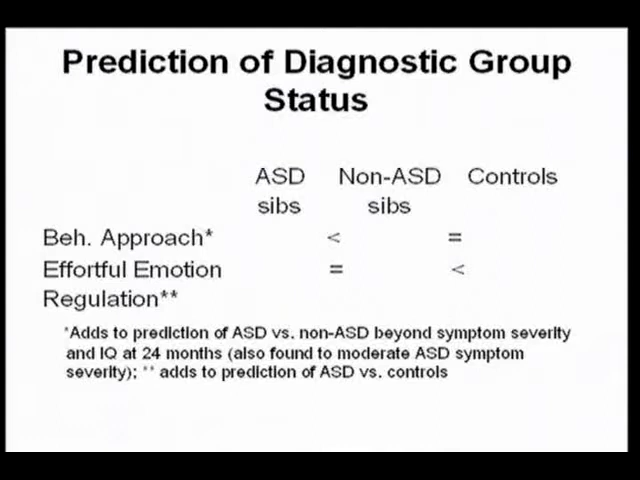 Prediction of Diagnostic Group
Status
ASD Non-ASD Controls
sibs sibs
Beh. Approach* < =
Effortful Emotion = <
Regulation**
*Adds to prediction of ASD vs. non-ASD beyond symptom severity
and IQ at 24 months (also found to moderate ASD symptom
severity); ** adds to prediction of ASD vs. controls